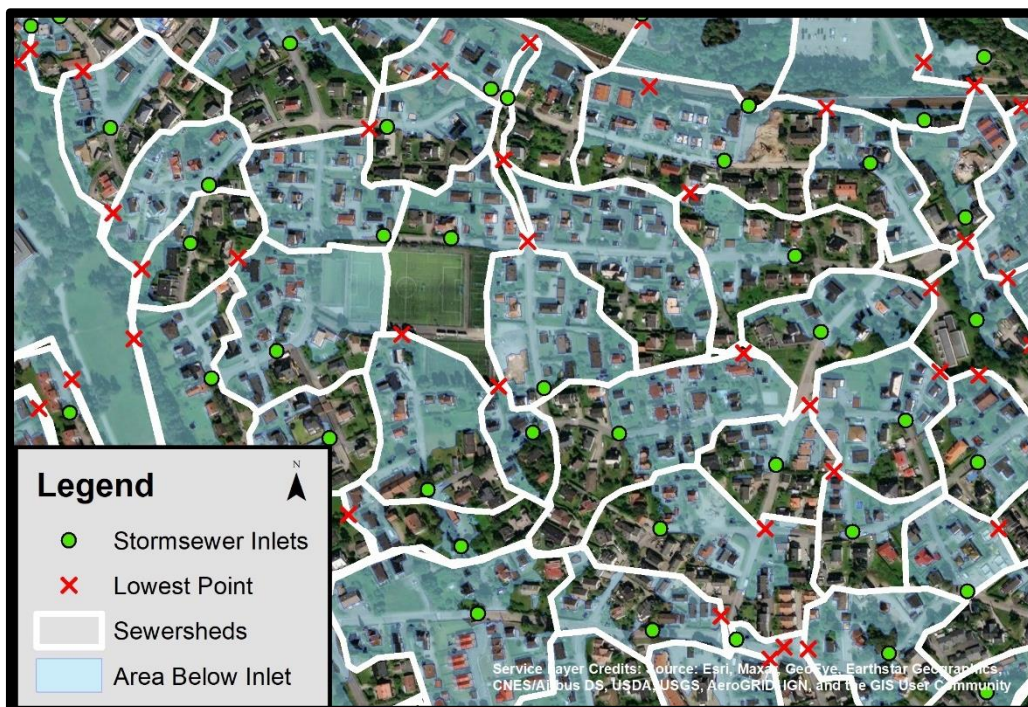 Legend
N
Stormsewer Inlets
Lowest Point
Sewersheds
Area Below Inlet
Service Layer Credits: Source: Esri, Maxar, GeoEye, Earthstar Geographics,
CNES/Airbus DS, USDA, USGS, AeroGRID, IGN, and the GIS User Community